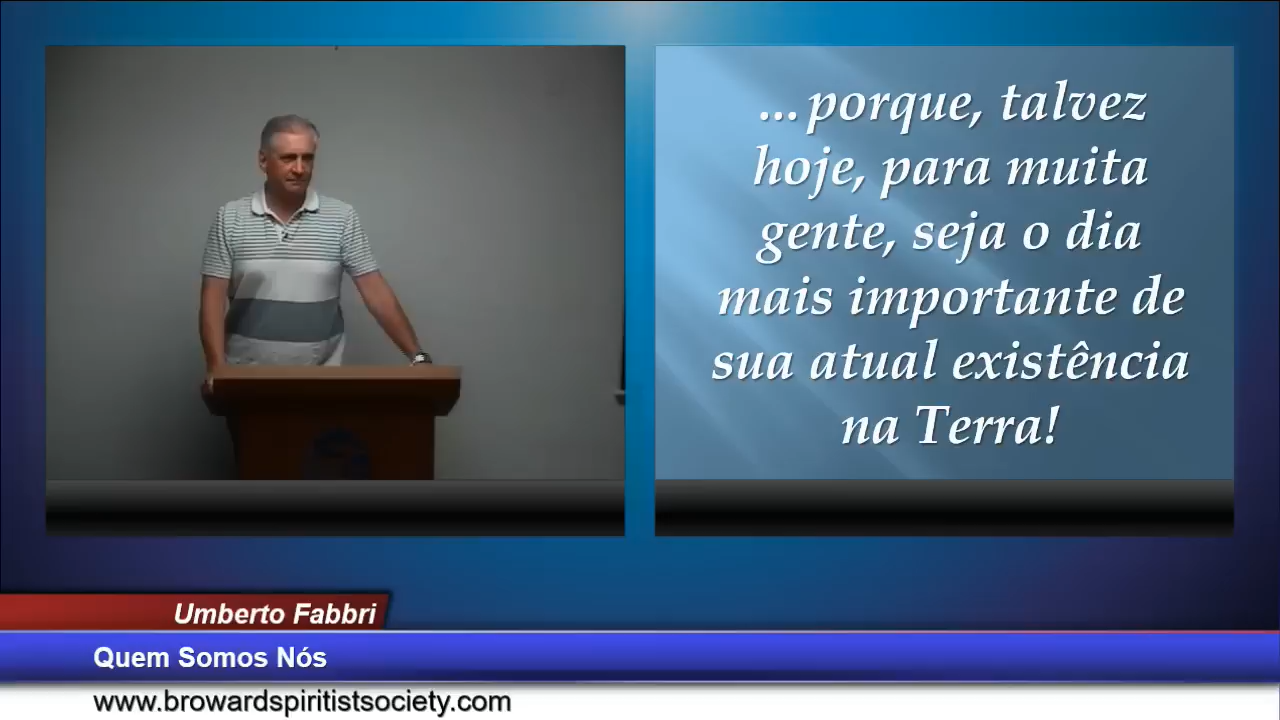 ...porque, talvez
hoje, para muita
gente, seja o dia
mais importante de
sua atual existência
na Terra!
Umberto Fabbri
Quem Somos Nós
www.browardspiritistsociety.com